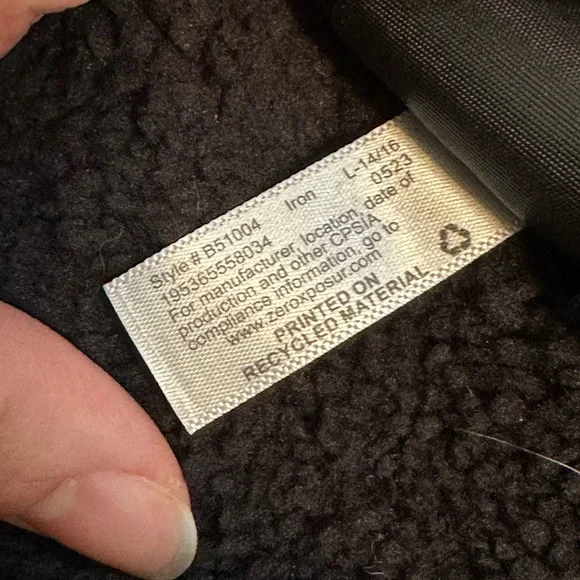 Style # B51004 Iron L-14/16
195365558034 0523
For manufacturer, location, date of
production and other CPSIA
compliance information, go to
www.zeroxposur.com
PRINTED ON
RECYCLED MATERIAL